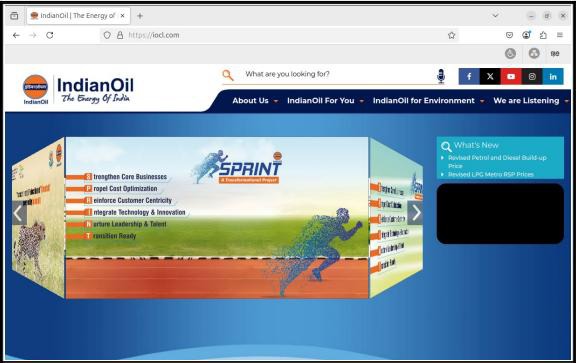 IndianOil | The Energy of
https://iocl.com
अ/e
इंडियनऑयल
IndianOil
IndianOil
The Energy Of India
What are you looking for?
About Us
IndianOil For You
IndianOil for Environment
We are Listening
SPRINT
A Transformational Project
Strengthen Core Businesses
Propel Cost Optimization
Reinforce Customer Centricity
Integrate Technology & Innovation
Nurture Leadership & Talent
Transition Ready
What's New
Revised Petrol and Diesel Build-up
Price
Revised LPG Metro RSP Prices